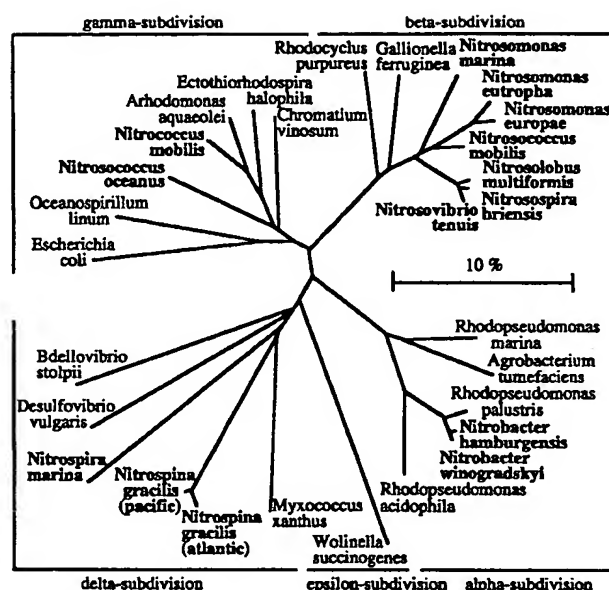 gamma-subdivision
beta-subdivision
Rhodocyclus
purpureus
Gallionella
ferruginea
Nitrosomonas
marina
Nitrosomonas
eutropha
Nitrosomonas
europae
Nitrosococcus
mobilis
Nitrosolobus
multiformis
Nitrosospira
briensis
Nitrosovibrio
tenuis
Ectothiorhodospira
halophila
Arhodomonas
aquaeolei
Chromatium
vinosum
Nitrococcus
mobilis
Nitrosococcus
oceanus
Oceanospirillum
linum
Escherichia
coli
10 %
Rhodopseudomonas
marina
Agrobacterium
tumefaciens
Rhodopseudomonas
palustris
Nitrobacter
hamburgensis
Nitrobacter
winogradskyi
Rhodopseudomonas
acidophila
Bdellovibrio
stolpii
Desulfovibrio
vulgaris
Nitrospira
marina
Nitrospina
gracilis
(pacific)
Nitrospina
gracilis
(atlantic)
Myxococcus
xanthus
Wolinella
succinogenes
delta-subdivision
epsilon-subdivision
alpha-subdivision